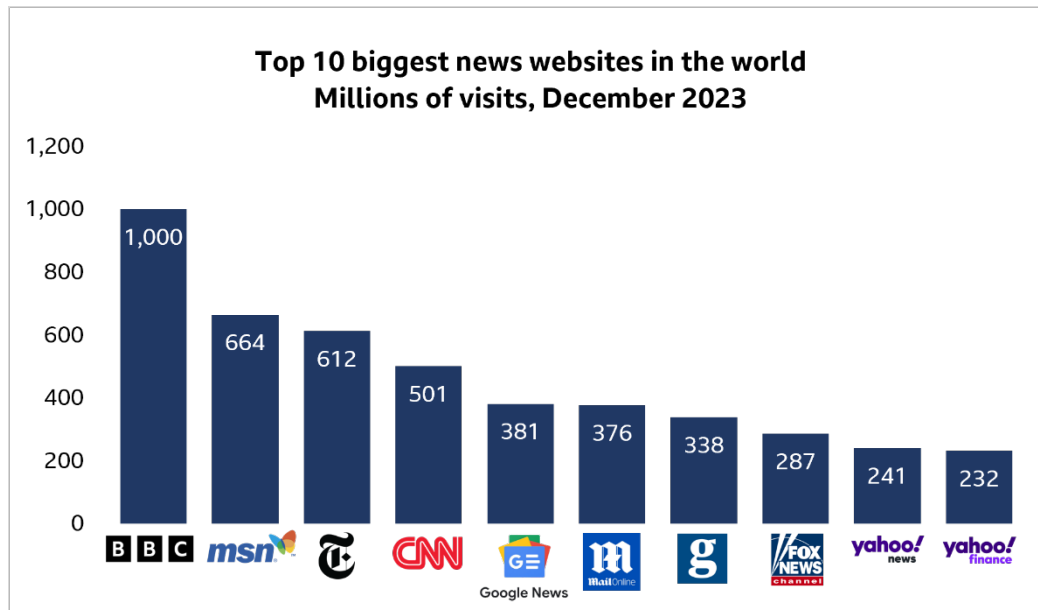 Top 10 biggest news websites in the world
Millions of visits, December 2023
1,200
1,000
800
600
400
200
0
1,000
664
612
501
381
376
338
287
241
232
BBC
msn
T
CNN
GE
Google News
m
MailOnline
g
FOX
NEWS
channel
yahoo!
news
yahoo!
finance